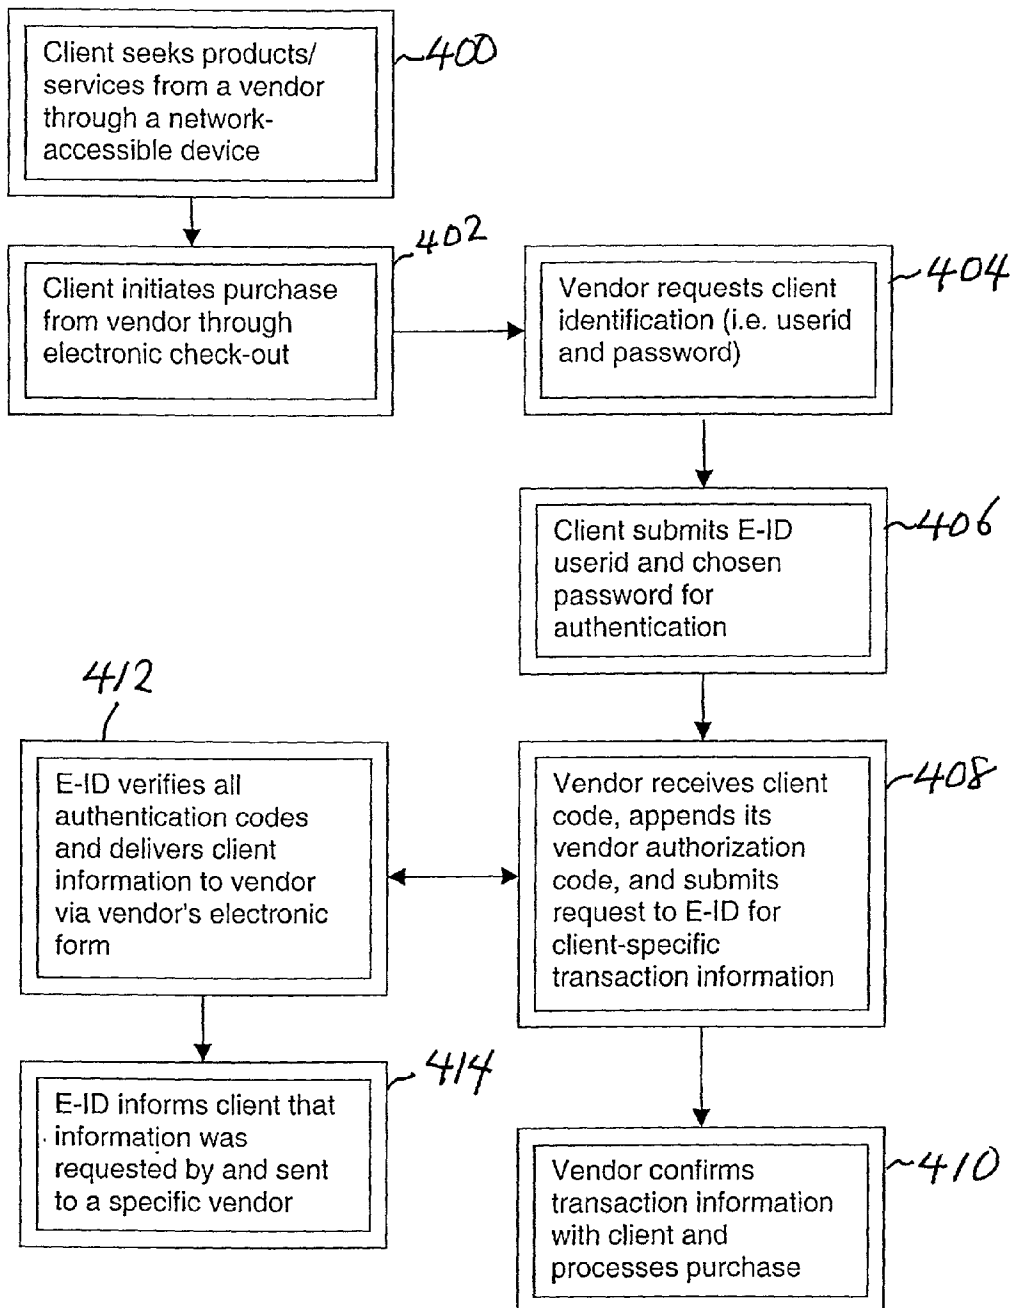 Client seeks products/
services from a vendor
through a network-
accessible device
400
Client initiates purchase
from vendor through
electronic check-out
402
Vendor requests client
identification (i.e. userid
and password)
404
Client submits E-ID
userid and chosen
password for
authentication
406
Vendor receives client
code, appends its
vendor authorization
code, and submits
request to E-ID for
client-specific
transaction information
408
412
E-ID verifies all
authentication codes
and delivers client
information to vendor
via vendor's electronic
form
E-ID informs client that
information was
requested by and sent
to a specific vendor
414
Vendor confirms
transaction information
with client and
processes purchase
410